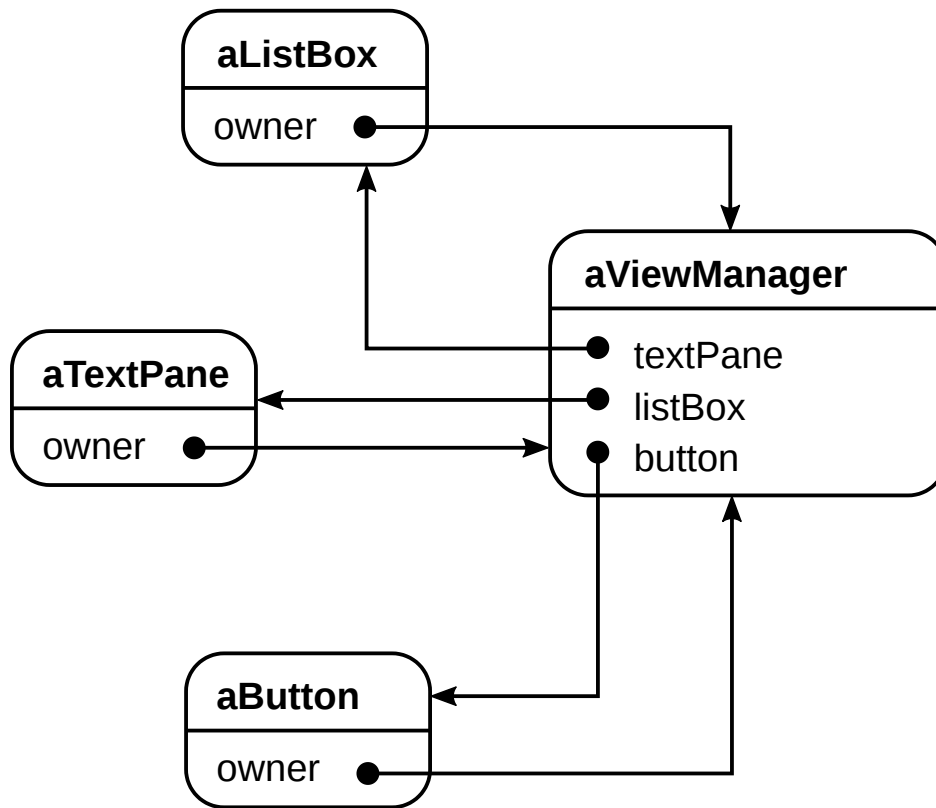 aListBox
owner
aViewManager
textPane
listBox
button
aTextPane
owner
aButton
owner